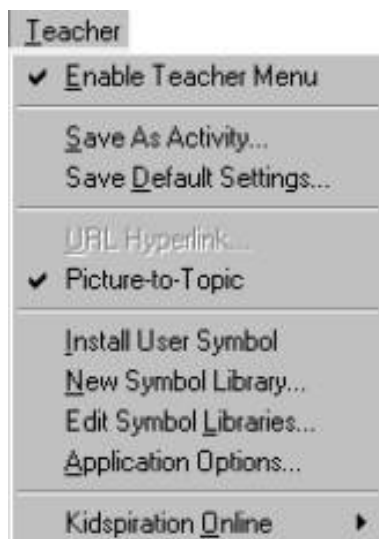 Teacher
Enable Teacher Menu
Save As Activity...
Save Default Settings...
URL Hyperlink...
Picture-to-Topic
Install User Symbol
New Symbol Library...
Edit Symbol Libraries...
Application Options...
Kidspiration Online